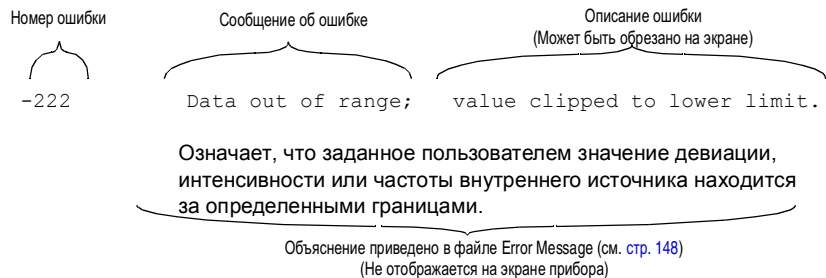 Номер ошибки
Сообщение об ошибке
Описание ошибки
(Может быть обрезано на экране)
-222 Data out of range; value clipped to lower limit.
Означает, что заданное пользователем значение девиации,
интенсивности или частоты внутреннего источника находится
за определенными границами.
Объяснение приведено в файле Error Message (см. стр. 148)
(Не отображается на экране прибора)